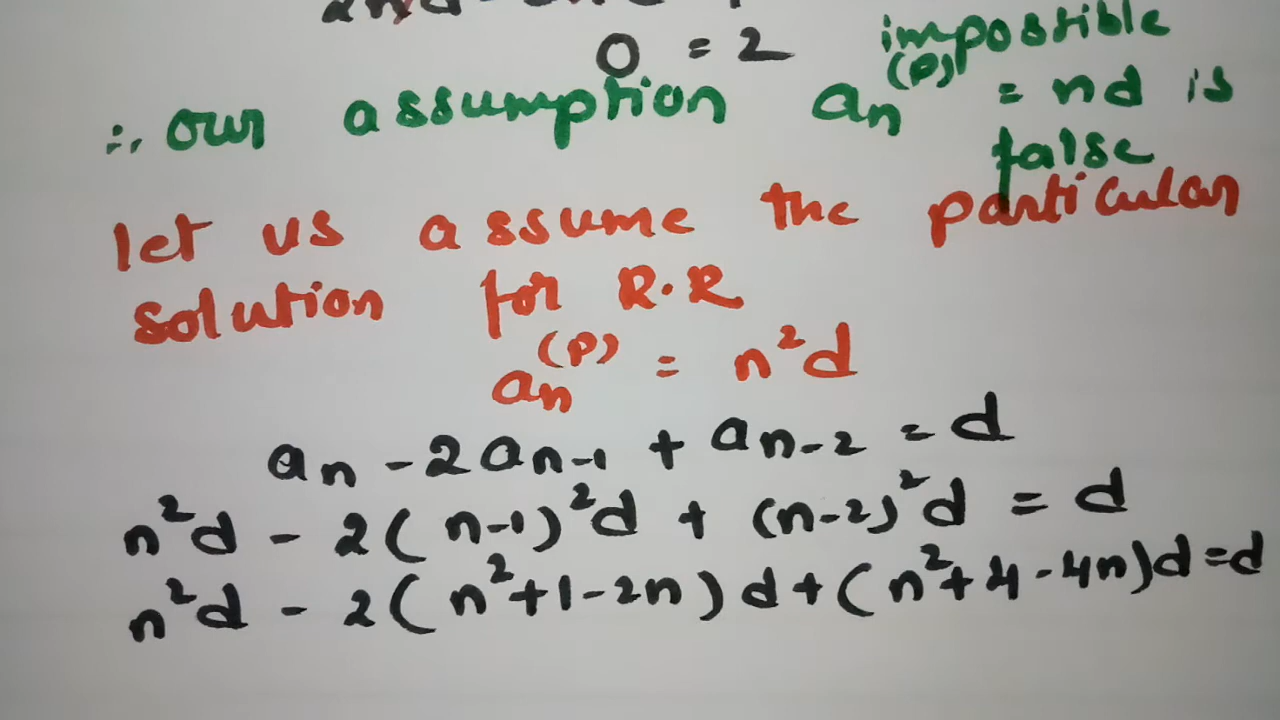 0 = 2 impossible
∴ our assumption aₙ⁽ᵖ⁾ = nd is
false
let us assume the particular
solution for R.R
aₙ⁽ᵖ⁾ = n²d
aₙ - 2aₙ₋₁ + aₙ₋₂ = d
n²d - 2(n-1)²d + (n-2)²d = d
n²d - 2(n²+1-2n)d+(n²+4-4n)d=d